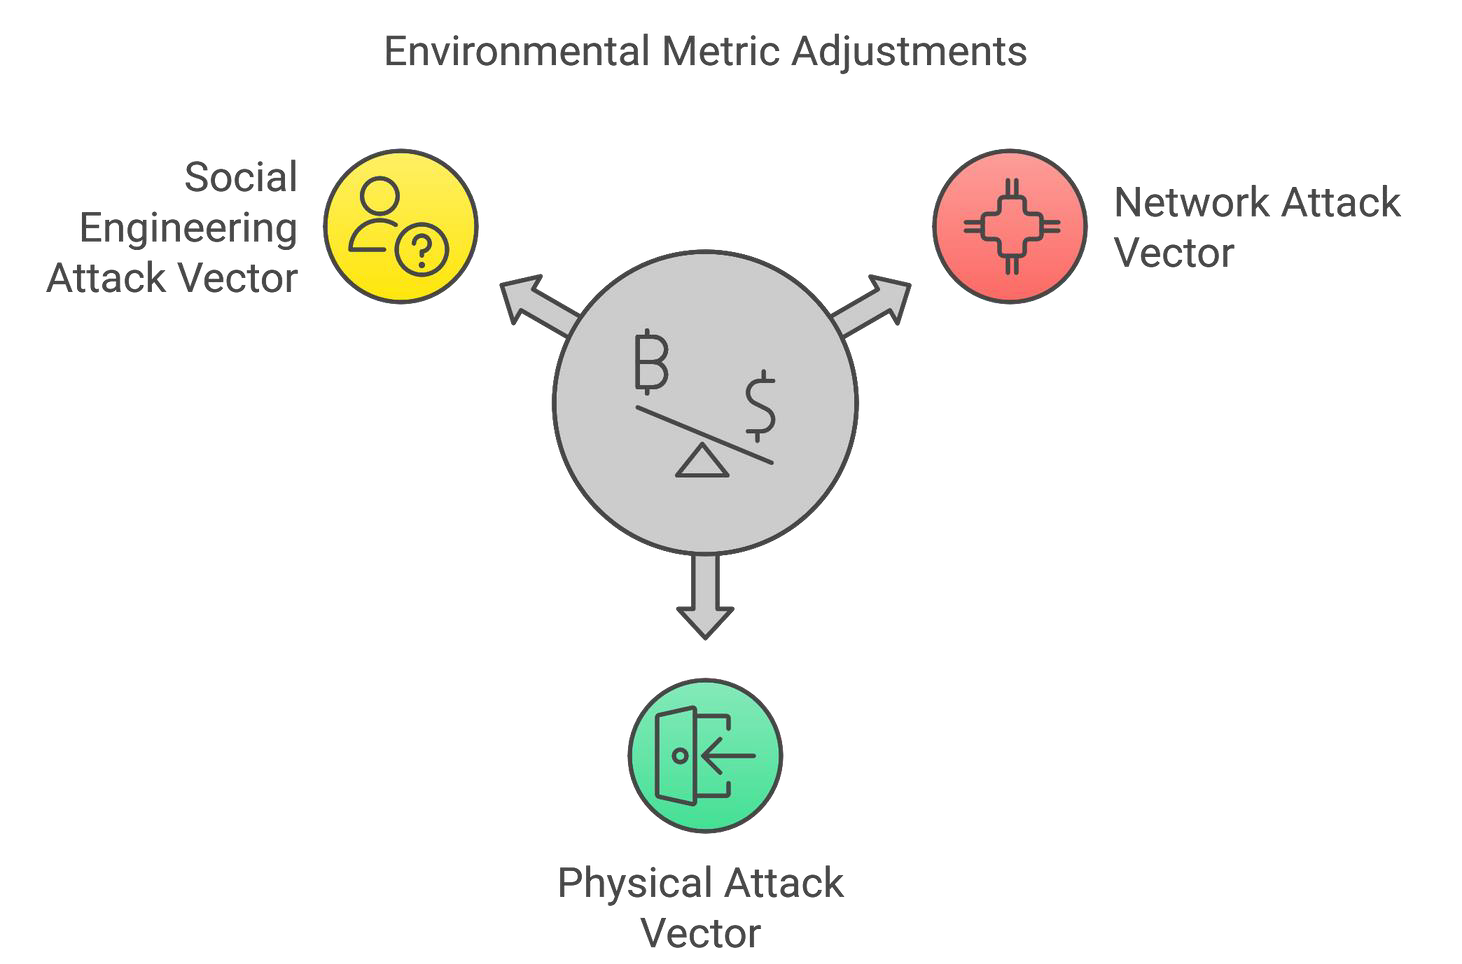 Environmental Metric Adjustments
Social
Engineering
Attack Vector
?
Network Attack
Vector
₿
$
Physical Attack
Vector